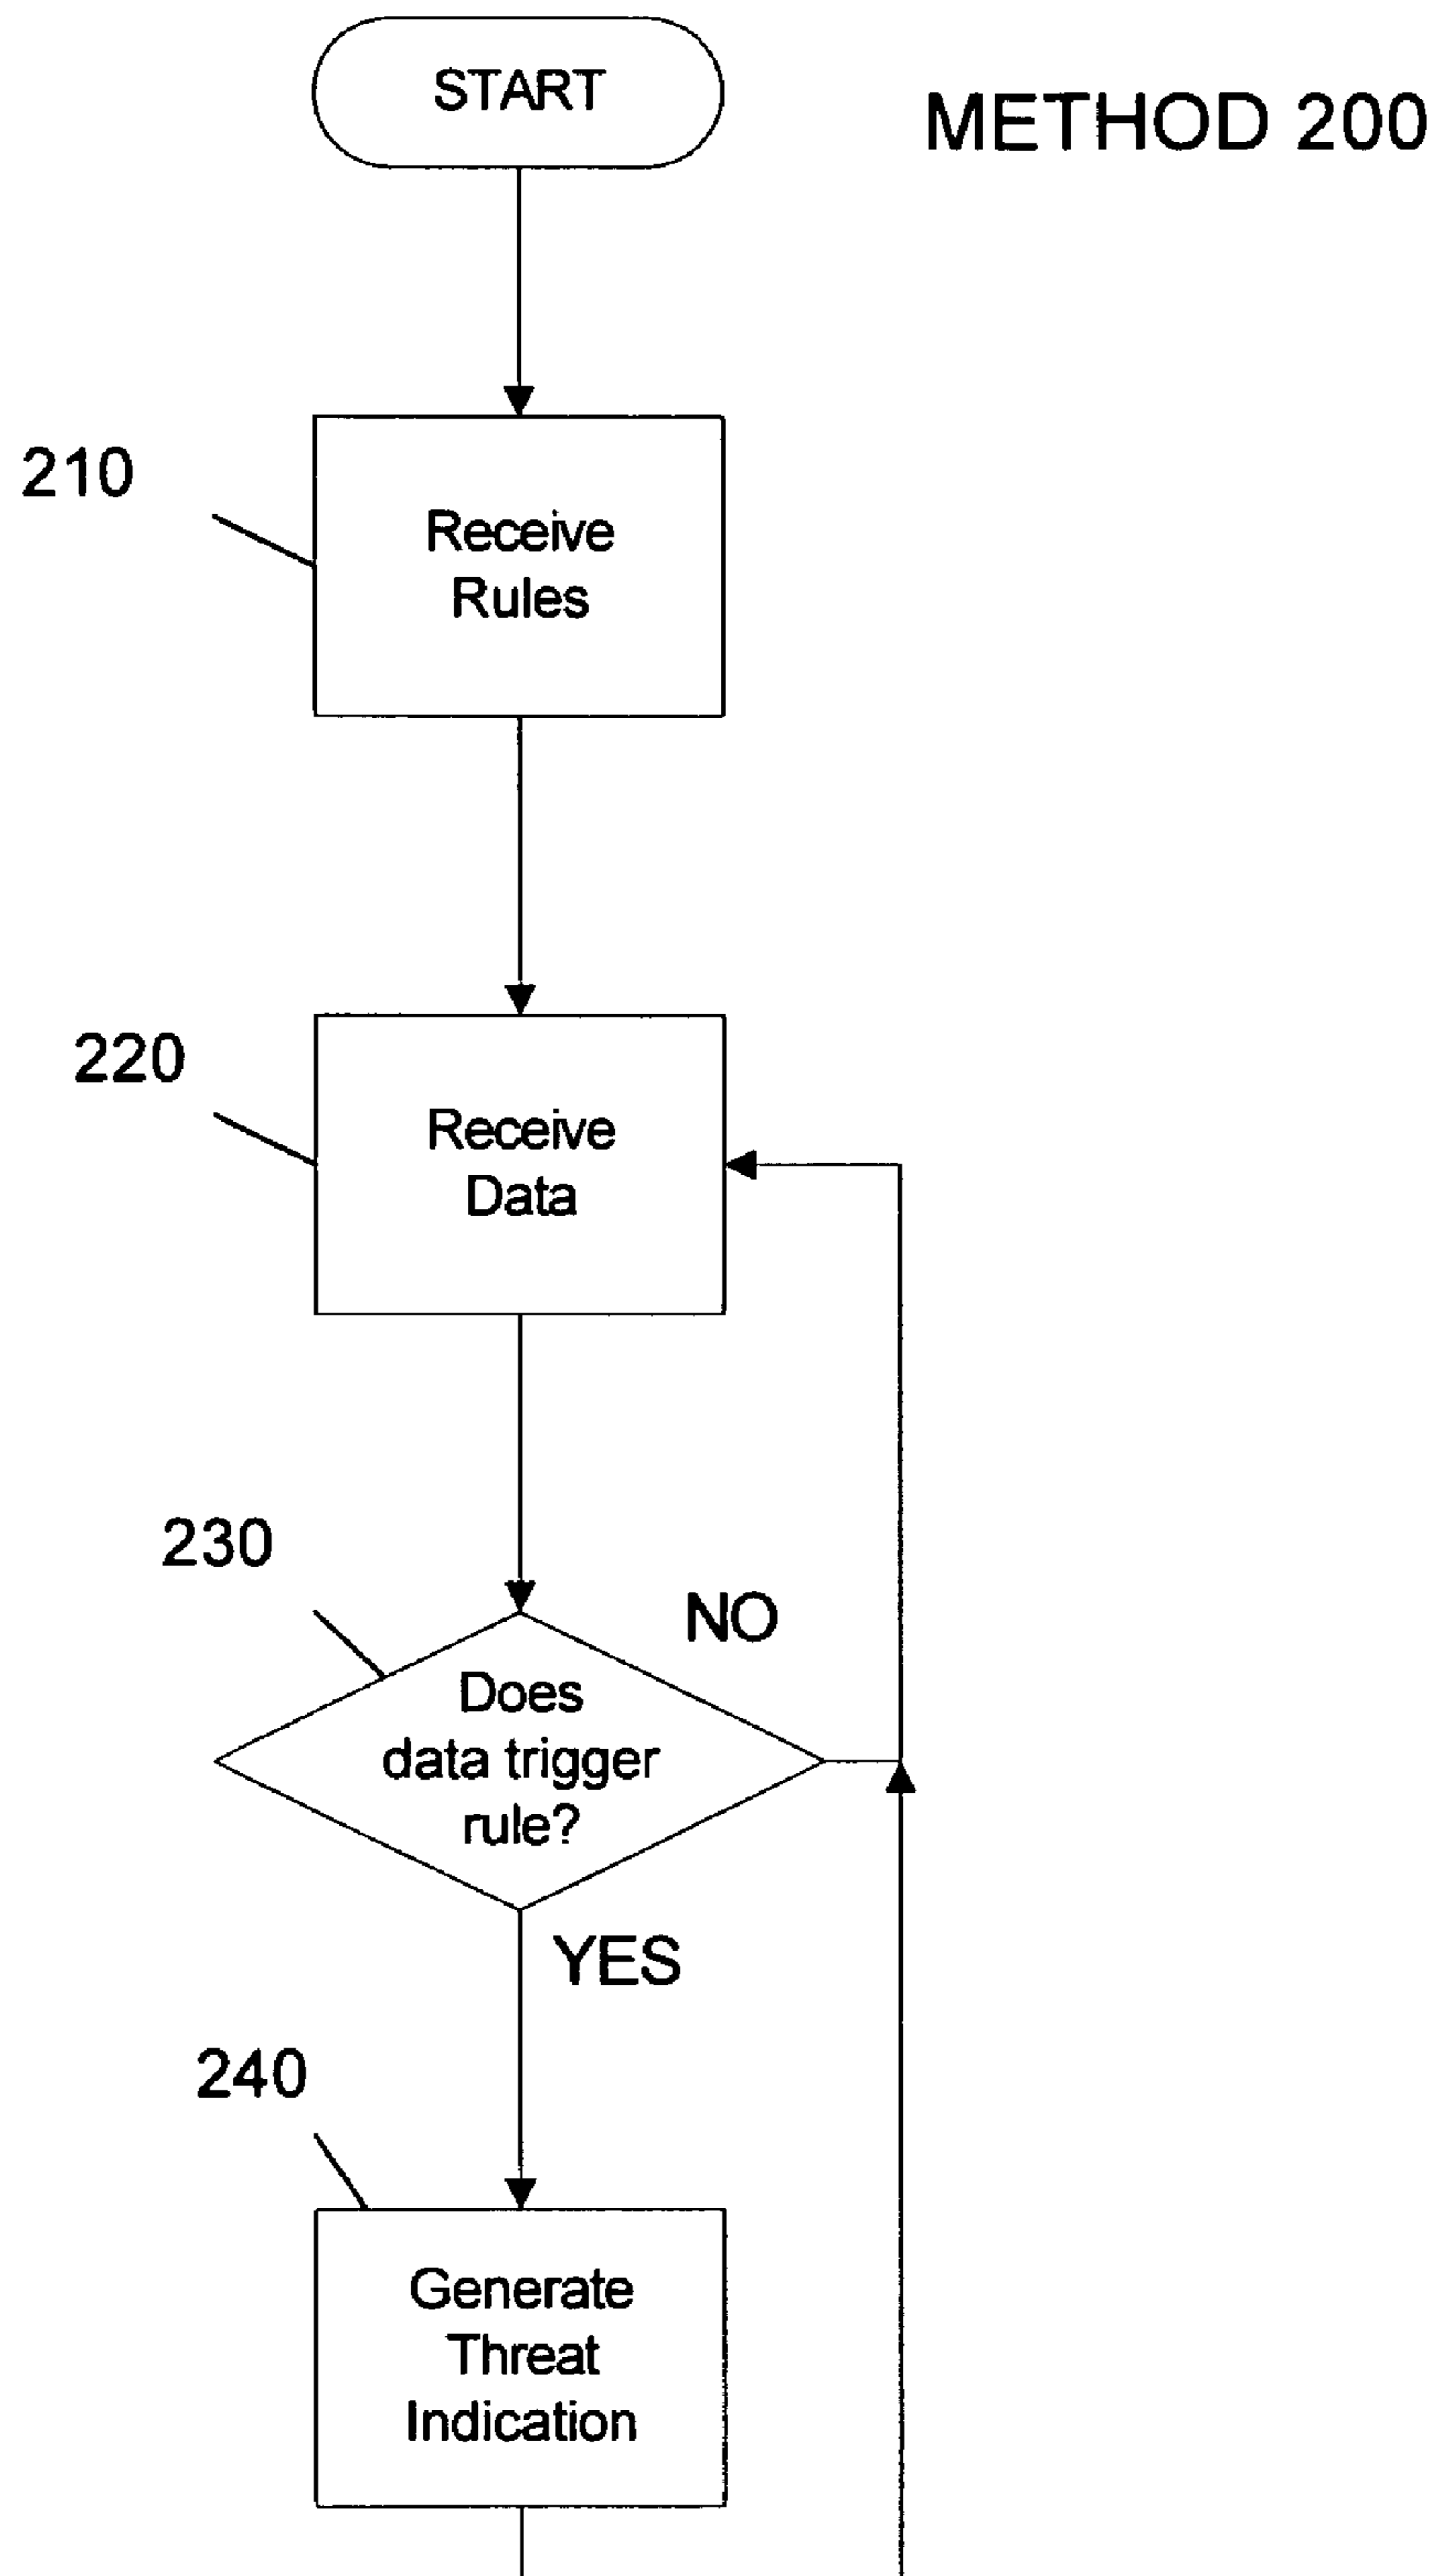 START
METHOD 200
210
Receive
Rules
220
Receive
Data
230
NO
Does
data trigger
rule?
YES
240
Generate
Threat
Indication